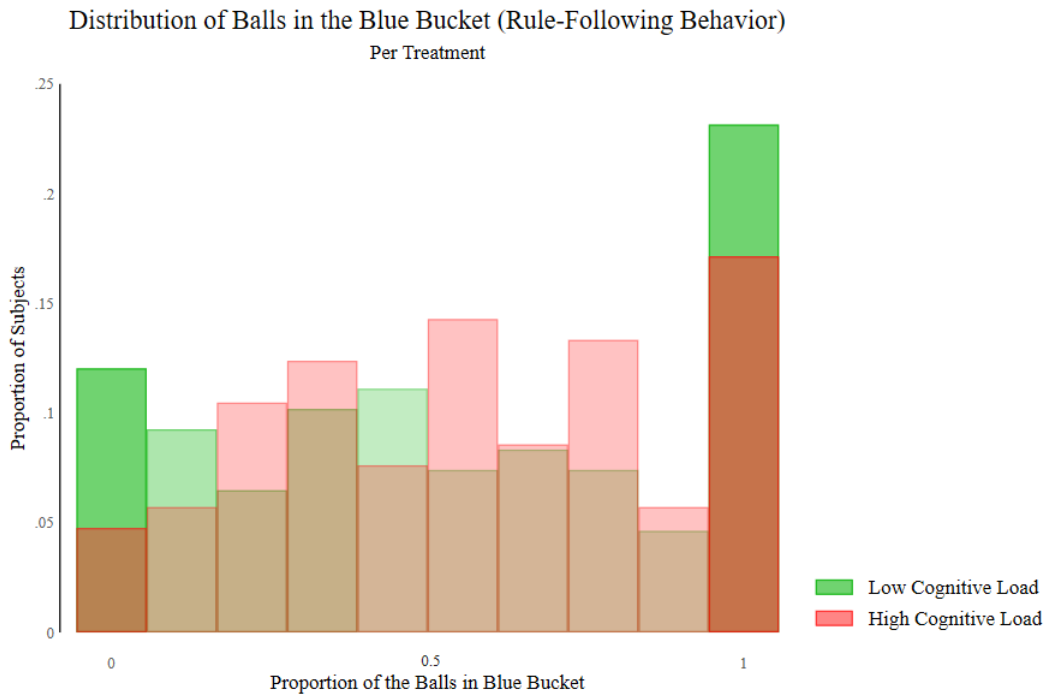 Distribution of Balls in the Blue Bucket (Rule-Following Behavior)
Per Treatment
.25
.2
.15
.1
.05
0
Proportion of Subjects
0
0.5
1
Proportion of the Balls in Blue Bucket
Low Cognitive Load
High Cognitive Load